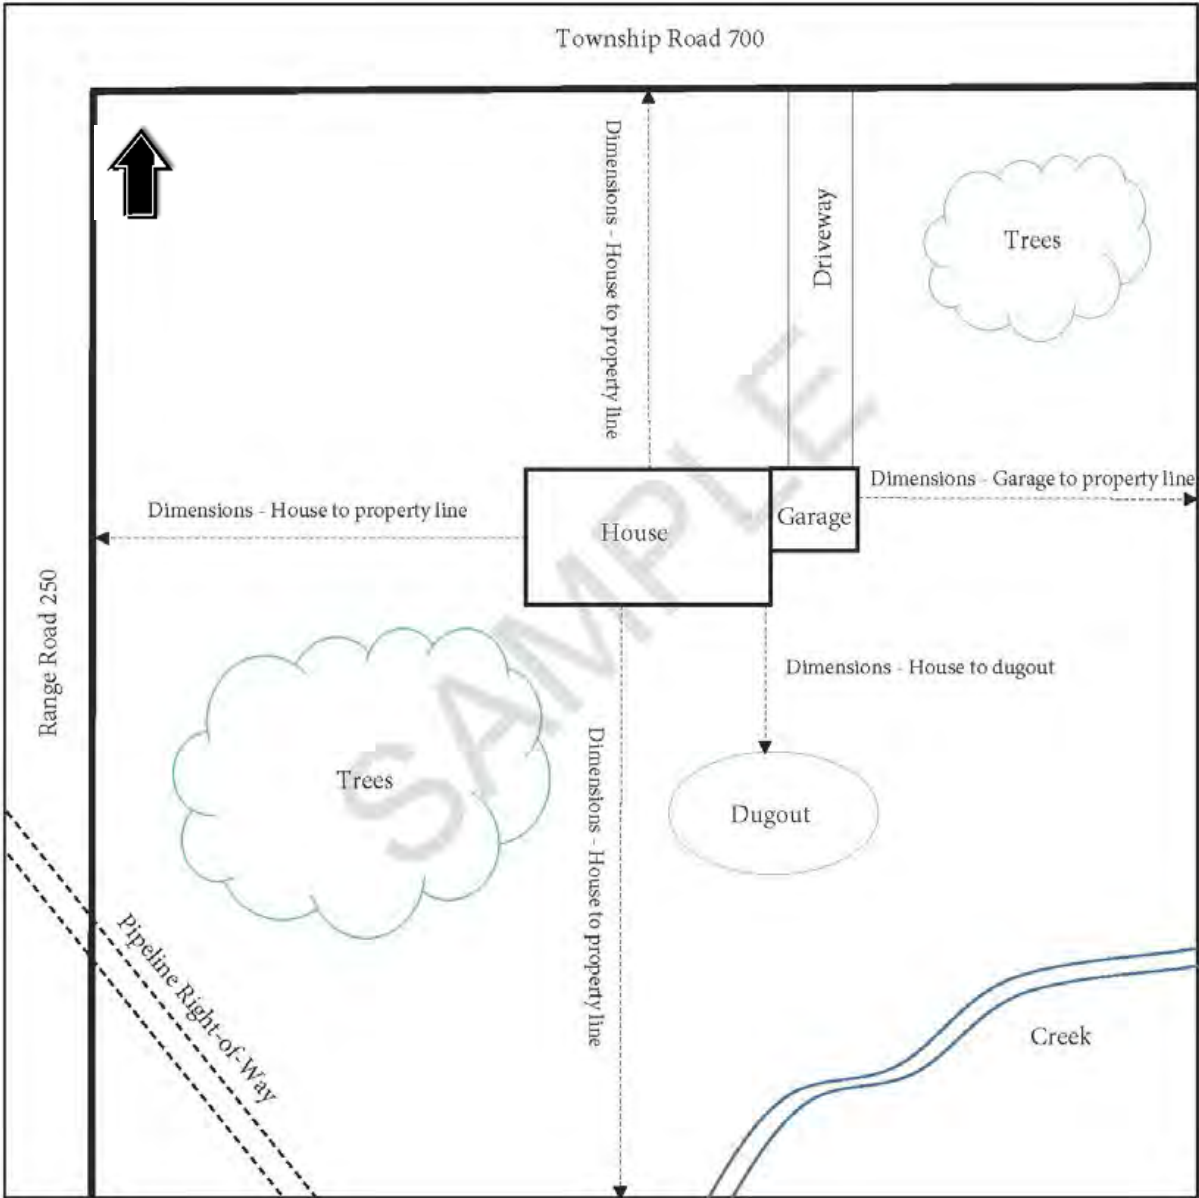 Township Road 700
Dimensions - House to property line
Driveway
Trees
Dimensions - House to property line
House
Garage
Dimensions - Garage to property line
Range Road 250
Dimensions - House to dugout
Trees
Dimensions - House to property line
Dugout
Pipeline Right-of-Way
Creek
SAMPLE